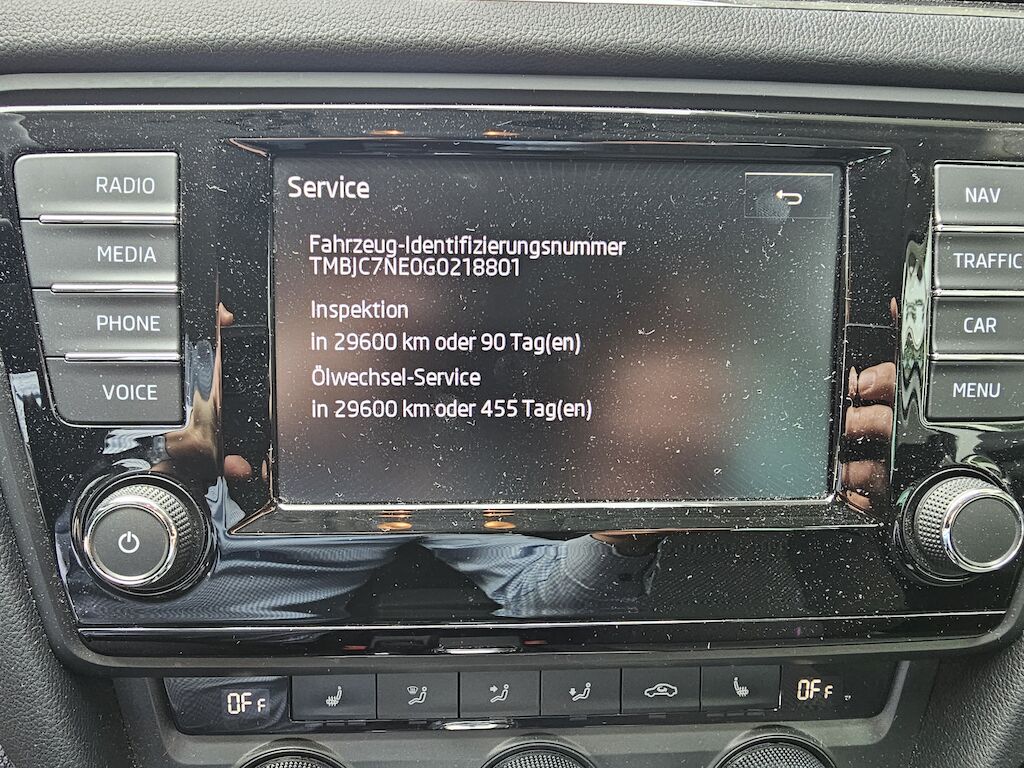 Service
Fahrzeug-Identifizierungsnummer
TMBJC7NE0G0218801
Inspektion
in 29600 km oder 90 Tag(en)
Ölwechsel-Service
in 29600 km oder 455 Tag(en)
RADIO
MEDIA
PHONE
VOICE
NAV
TRAFFIC
CAR
MENU
OFF
OFF